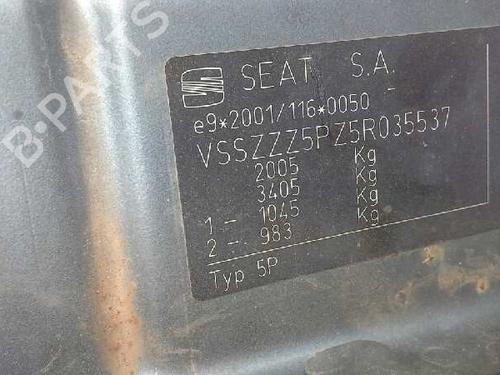 B-PARTS
SEAT S.A.
e9*2001/116*0050 -
VSSZZZ5PZ5R035537
2005 Kg
3405 Kg
1 - 1045 Kg
2 - 983 Kg
Typ 5P